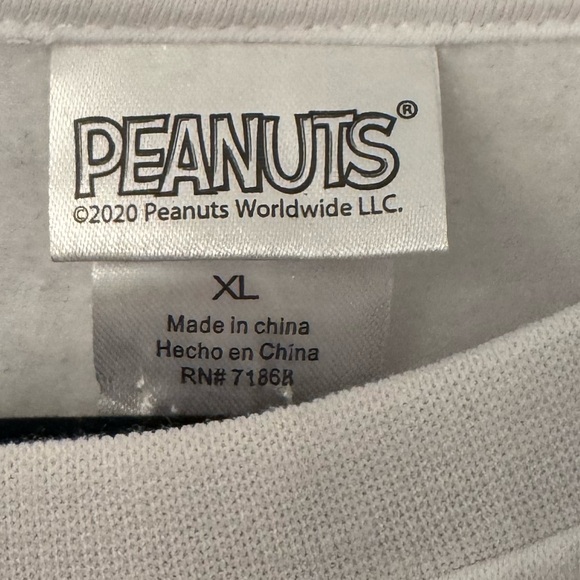 PEANUTS®
©2020 Peanuts Worldwide LLC.
XL
Made in china
Hecho en China
RN#